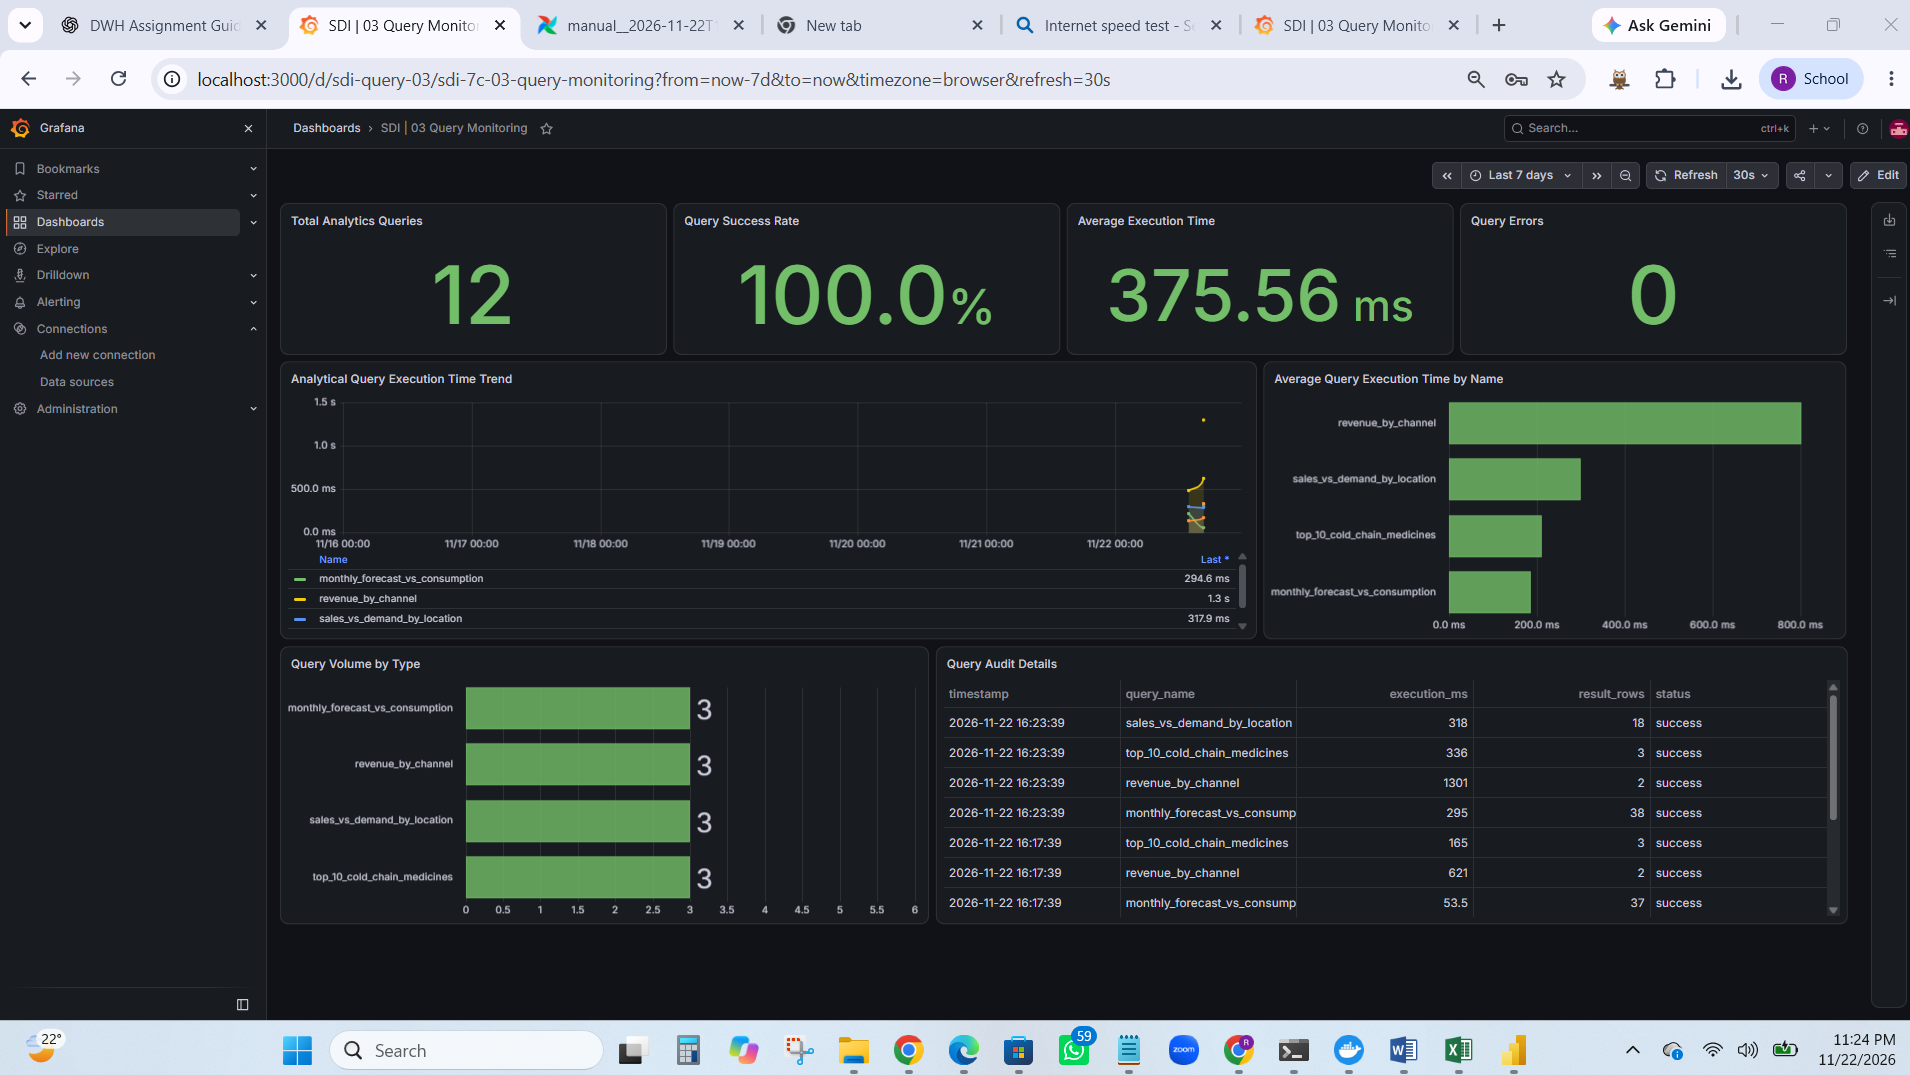 DWH Assignment Guid
SDI | 03 Query Monitor
manual__2026-11-22T1
New tab
Internet speed test - Se
SDI | 03 Query Monito
Ask Gemini
localhost:3000/d/sdi-query-03/sdi-7c-03-query-monitoring?from=now-7d&to=now&timezone=browser&refresh=30s
R School
Grafana
Dashboards › SDI | 03 Query Monitoring
Search... ctrl+k
Bookmarks
Starred
Dashboards
Explore
Drilldown
Alerting
Connections
Add new connection
Data sources
Administration
Last 7 days
Refresh 30s
Edit
Total Analytics Queries
12
Query Success Rate
100.0%
Average Execution Time
375.56 ms
Query Errors
0
Analytical Query Execution Time Trend
1.5 s
1.0 s
500.0 ms
0.0 ms
11/16 00:00 11/17 00:00 11/18 00:00 11/19 00:00 11/20 00:00 11/21 00:00 11/22 00:00
Name Last *
monthly_forecast_vs_consumption 294.6 ms
revenue_by_channel 1.3 s
sales_vs_demand_by_location 317.9 ms
Average Query Execution Time by Name
revenue_by_channel
sales_vs_demand_by_location
top_10_cold_chain_medicines
monthly_forecast_vs_consumption
0.0 ms 200.0 ms 400.0 ms 600.0 ms 800.0 ms
Query Volume by Type
monthly_forecast_vs_consumption 3
revenue_by_channel 3
sales_vs_demand_by_location 3
top_10_cold_chain_medicines 3
0 0.5 1 1.5 2 2.5 3 3.5 4 4.5 5 5.5 6
Query Audit Details
timestamp query_name execution_ms result_rows status
2026-11-22 16:23:39 sales_vs_demand_by_location 318 18 success
2026-11-22 16:23:39 top_10_cold_chain_medicines 336 3 success
2026-11-22 16:23:39 revenue_by_channel 1301 2 success
2026-11-22 16:23:39 monthly_forecast_vs_consump 295 38 success
2026-11-22 16:17:39 top_10_cold_chain_medicines 165 3 success
2026-11-22 16:17:39 revenue_by_channel 621 2 success
2026-11-22 16:17:39 monthly_forecast_vs_consump 53.5 37 success
22°
Search
59
zoom
R
11:24 PM
11/22/2026